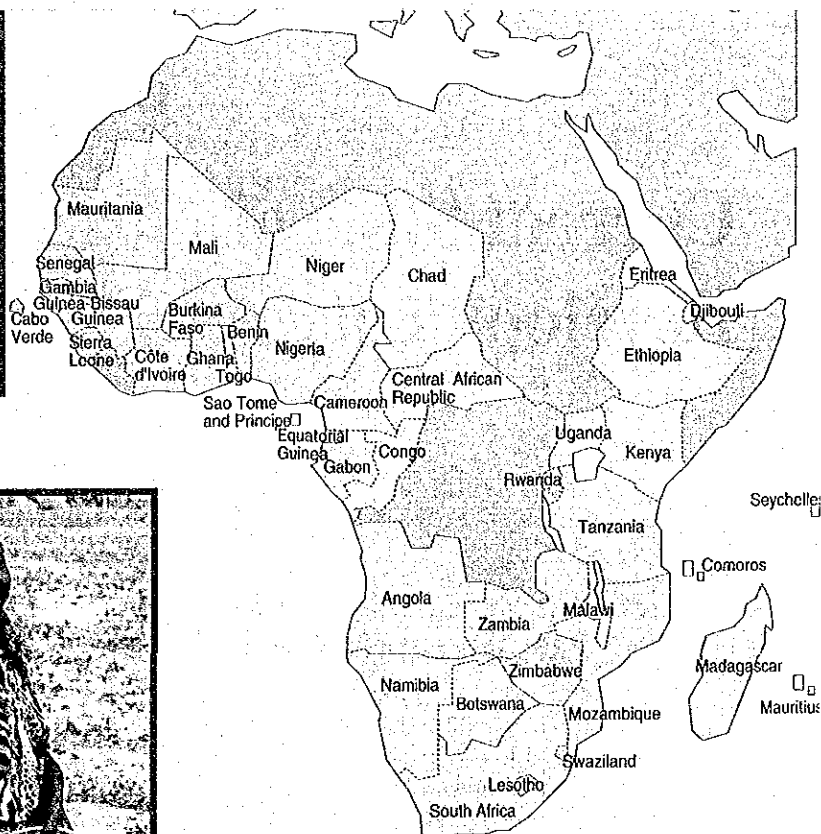 Mauritania
Mali
Niger
Chad
Eritrea
Senegal
Gambia
Guinea-Bissau
Guinea
Cabo
Verde
Burkina
Faso
Benin
Nigeria
Djibouti
Ethiopia
Sierra
Leone
Côte
d'Ivoire
Ghana
Togo
Central African
Republic
Cameroon
Sao Tome
and Principe
Equatorial
Guinea
Gabon
Congo
Uganda
Kenya
Rwanda
Tanzania
Seychelles
Comoros
Angola
Zambia
Malawi
Zimbabwe
Madagascar
Mauritius
Namibia
Botswana
Mozambique
Swaziland
Lesotho
South Africa